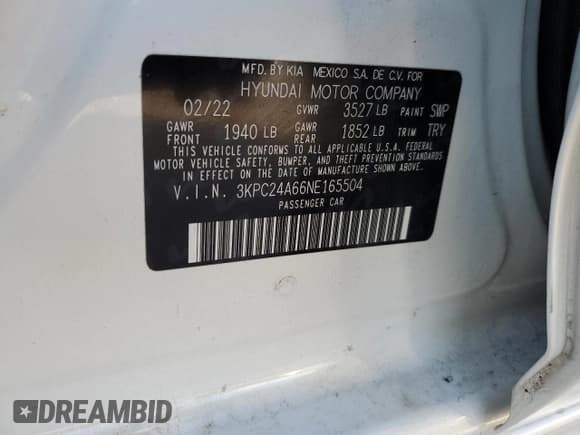 MFD. BY KIA MEXICO S.A. DE C.V. FOR
HYUNDAI MOTOR COMPANY
02/22 GVWR 3527 LB PAINT SWP
GAWR FRONT 1940 LB GAWR REAR 1852 LB TRIM TRY
THIS VEHICLE CONFORMS TO ALL APPLICABLE U.S.A. FEDERAL
MOTOR VEHICLE SAFETY, BUMPER, AND THEFT PREVENTION STANDARDS
IN EFFECT ON THE DATE OF MANUFACTURE SHOWN ABOVE.
V.I.N. 3KPC24A66NE165504
PASSENGER CAR
DREAMBID